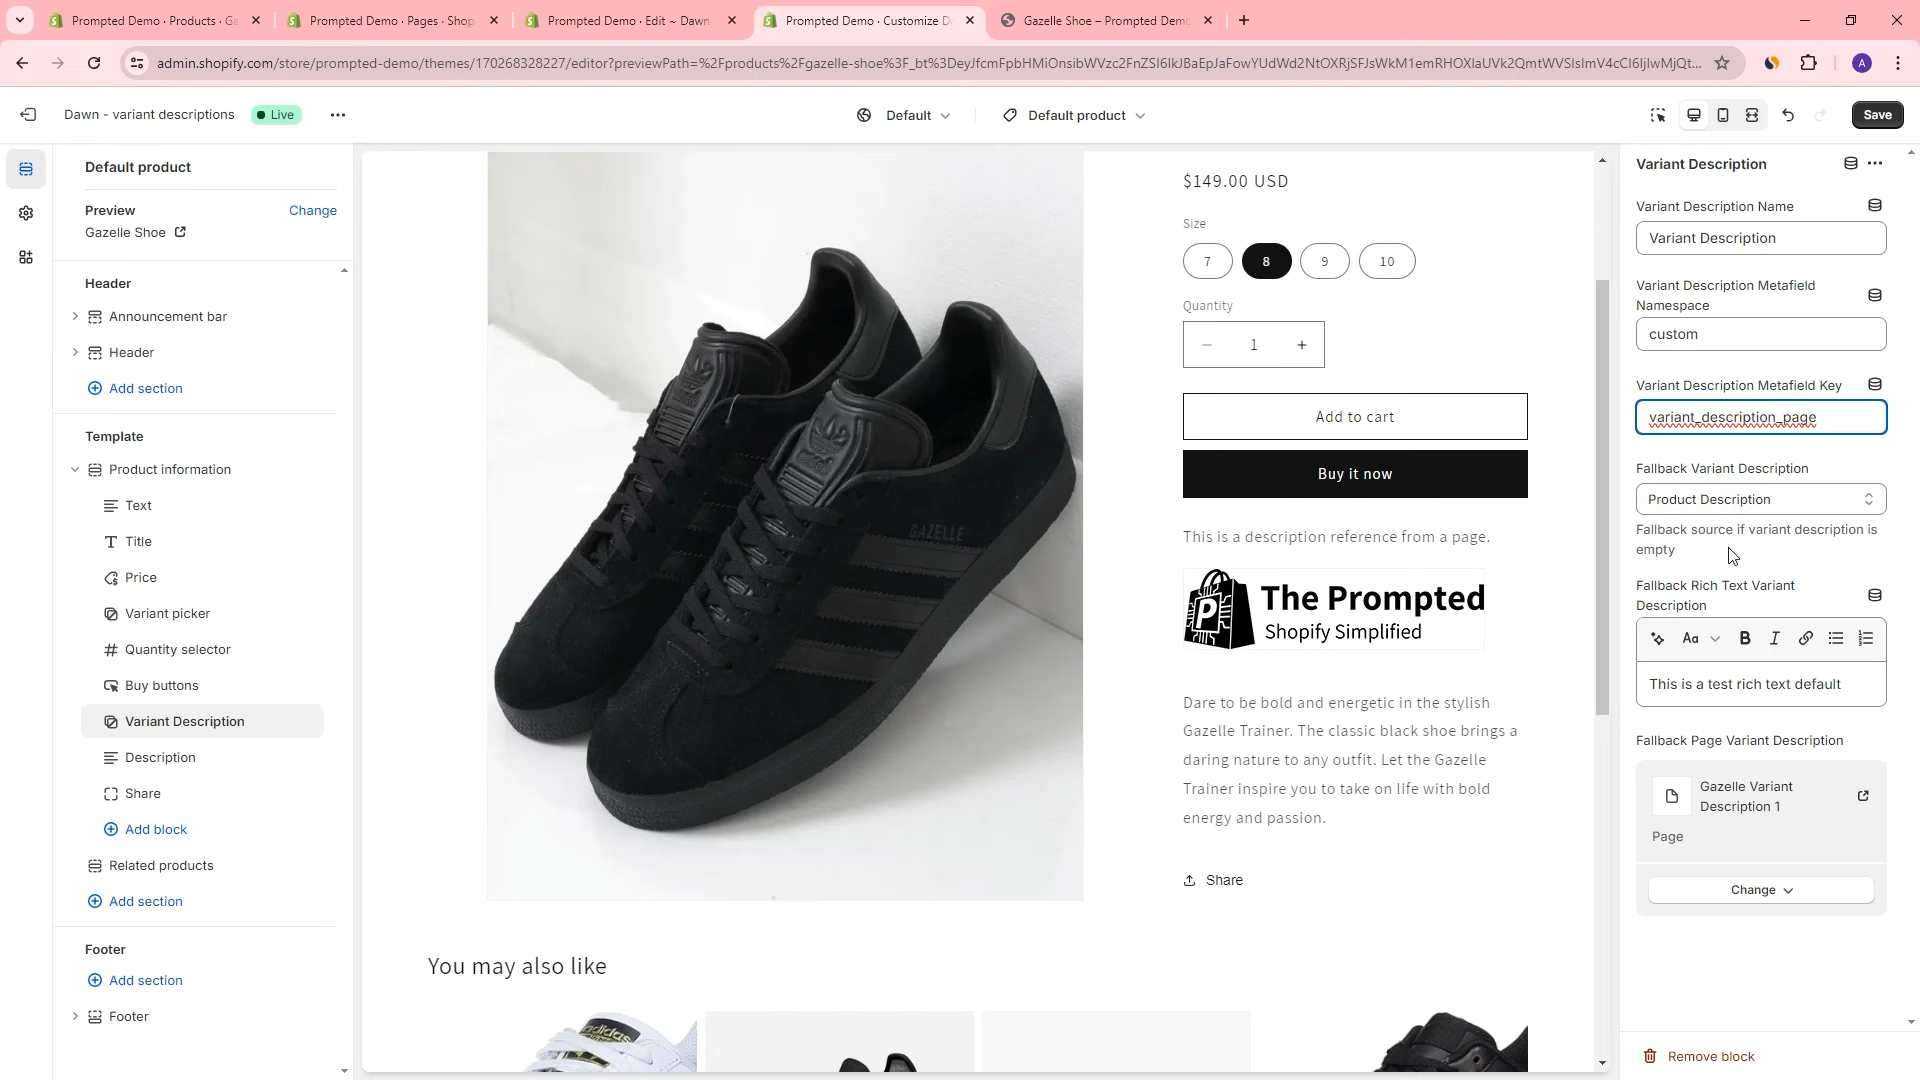 Prompted Demo · Products · Ga
Prompted Demo · Pages · Shop
Prompted Demo · Edit ~ Dawn
Prompted Demo · Customize D
Gazelle Shoe – Prompted Demo
admin.shopify.com/store/prompted-demo/themes/170268328227/editor?previewPath=%2Fproducts%2Fgazelle-shoe%3F_bt%3
A
Dawn - variant descriptions
Live
Default
Default product
Save
Default product
Preview
Change
Gazelle Shoe
Header
Announcement bar
Header
Add section
Template
Product information
Text
Title
Price
Variant picker
Quantity selector
Buy buttons
Variant Description
Description
Share
Add block
Related products
Add section
Footer
Add section
Footer
GAZELLE
$149.00 USD
Size
7 8 9 10
Quantity
− 1 +
Add to cart
Buy it now
This is a description reference from a page.
P
The Prompted
Shopify Simplified
Dare to be bold and energetic in the stylish
Gazelle Trainer. The classic black shoe brings a
daring nature to any outfit. Let the Gazelle
Trainer inspire you to take on life with bold
energy and passion.
Share
You may also like
adidas
Variant Description
Variant Description Name
Variant Description
Variant Description Metafield
Namespace
custom
Variant Description Metafield Key
variant_description_page
Fallback Variant Description
Product Description
Fallback source if variant description is
empty
Fallback Rich Text Variant
Description
Aa B I
This is a test rich text default
Fallback Page Variant Description
Gazelle Variant
Description 1
Page
Change
Remove block